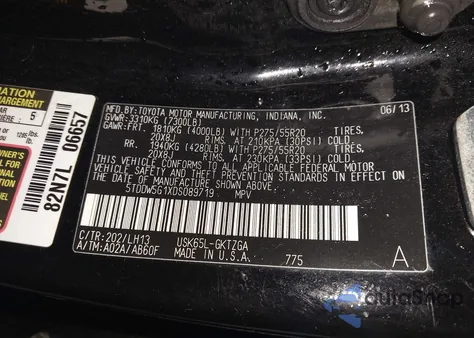 MFD.BY:TOYOTA MOTOR MANUFACTURING, INDIANA, INC. 06/13
GVWR:3310KG (7300LB)
GAWR:FRT. 1810KG (4000LB) WITH P275/55R20 TIRES.
20X8J RIMS. AT 210KPA (30PSI) COLD.
RR. 1940KG (4280LB) WITH P275/55R20 TIRES.
20X8J RIMS. AT 230KPA (33PSI) COLD.
THIS VEHICLE CONFORMS TO ALL APPLICABLE FEDERAL MOTOR
VEHICLE SAFETY, BUMPER AND THEFT PREVENTION STANDARDS IN EFFECT ON THE
DATE OF MANUFACTURE SHOWN ABOVE.
5TDDW5G1XDS089719 MPV
C/TR:202/LH13 USK65L-GKTZGA
A/TM:A02A/AB60F MADE IN U.S.A. 775 A
82N7L 06657
5
1295 lbs.